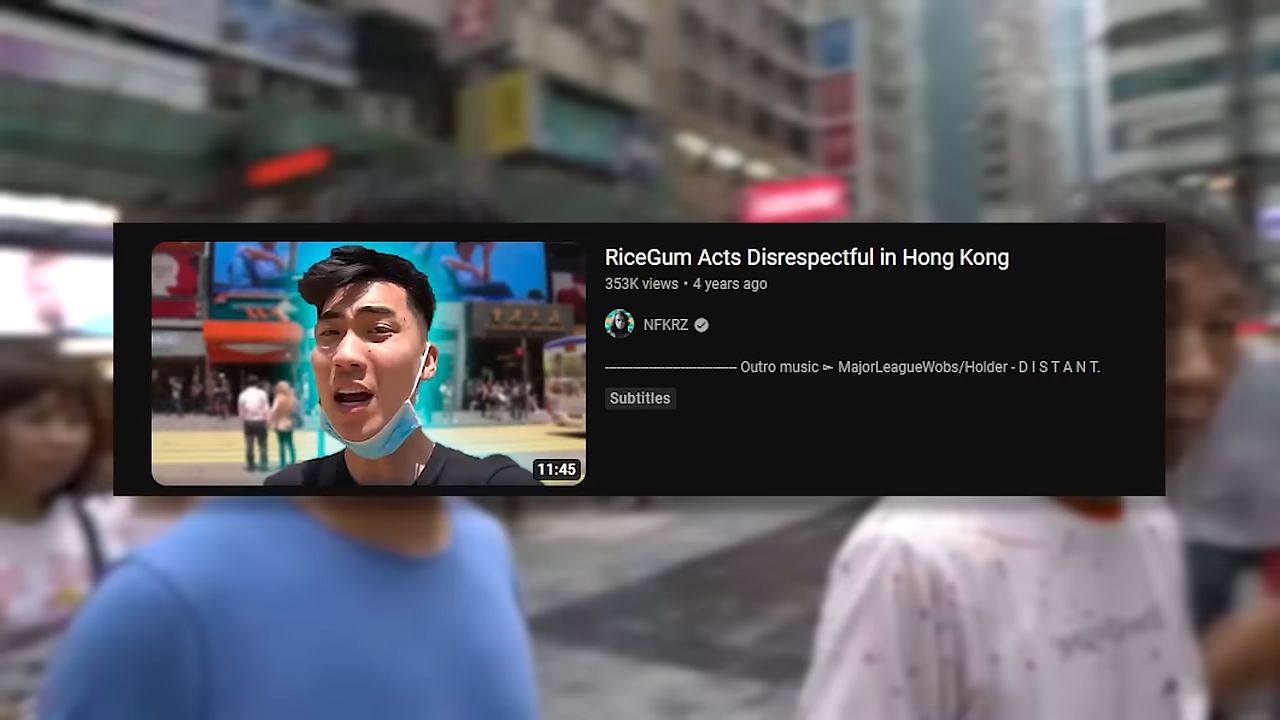 RiceGum Acts Disrespectful in Hong Kong
353K views • 4 years ago
NFKRZ
-------------------------------------- Outro music ⌲ MajorLeagueWobs/Holder - D I S T A N T.
Subtitles
11:45